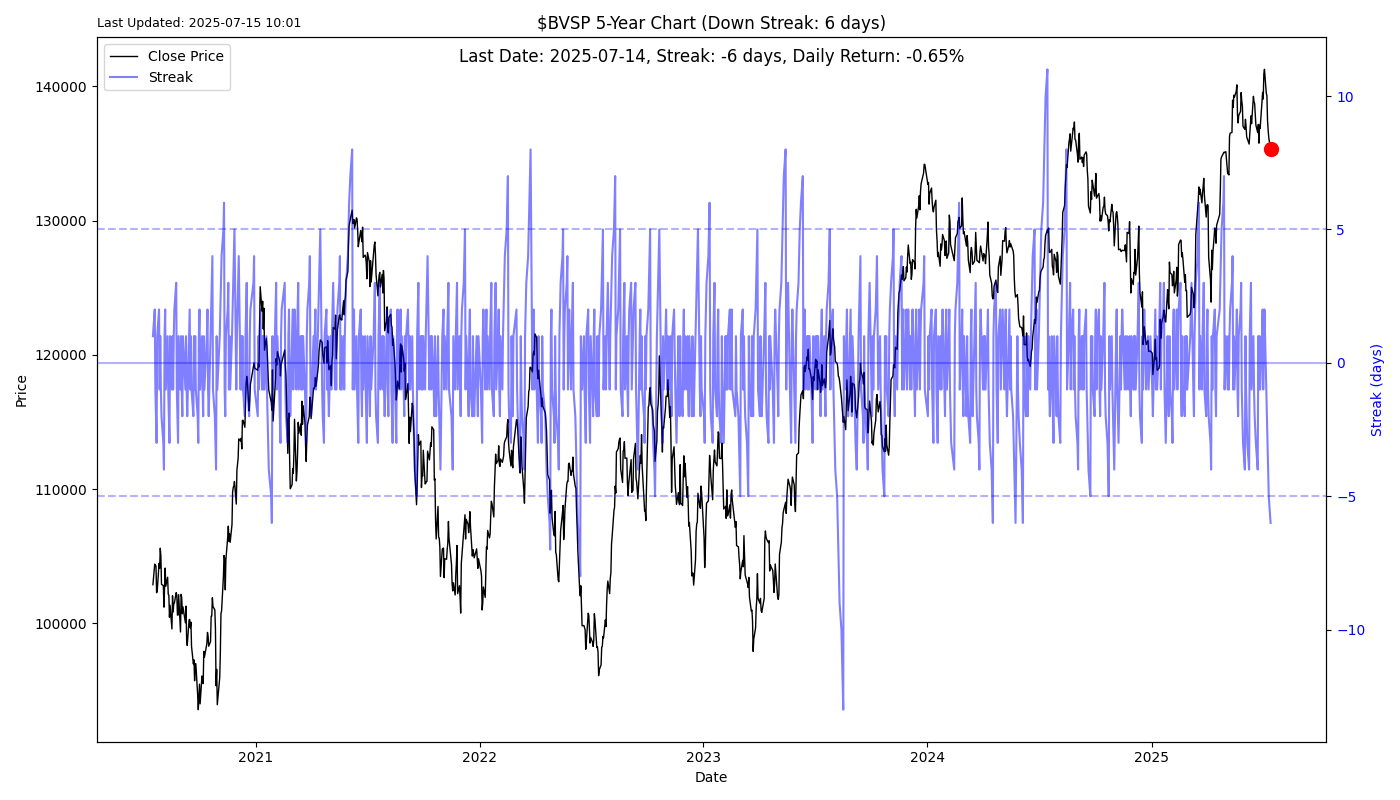 Last Updated: 2025-07-15 10:01
$BVSP 5-Year Chart (Down Streak: 6 days)
Last Date: 2025-07-14, Streak: -6 days, Daily Return: -0.65%
Close Price
Streak
140000
130000
120000
110000
100000
Price
10
5
0
−5
−10
Streak (days)
2021
2022
2023
2024
2025
Date